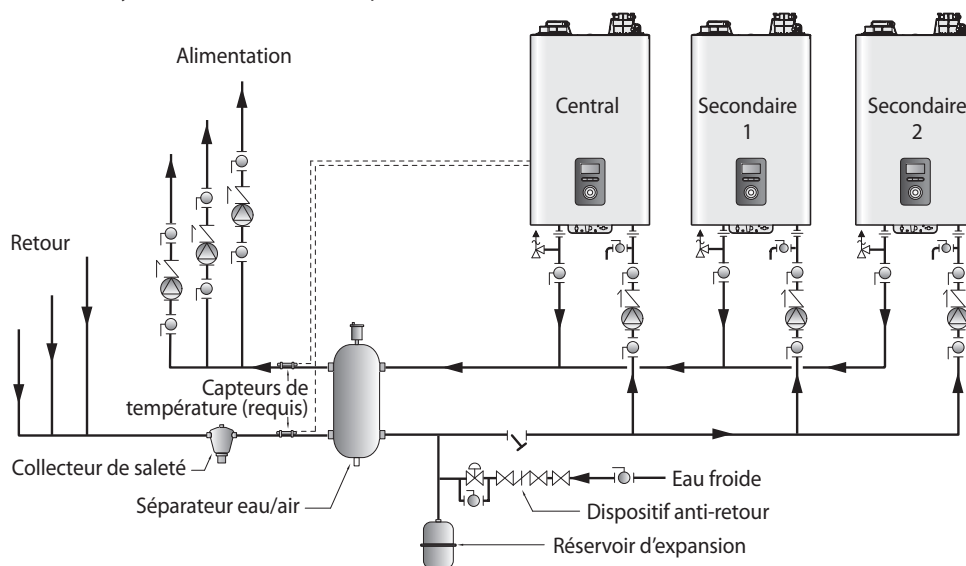 Alimentation
Central
Secondaire
1
Secondaire
2
Retour
Capteurs de
température (requis)
Collecteur de saleté
Séparateur eau/air
Eau froide
Dispositif anti-retour
Réservoir d’expansion